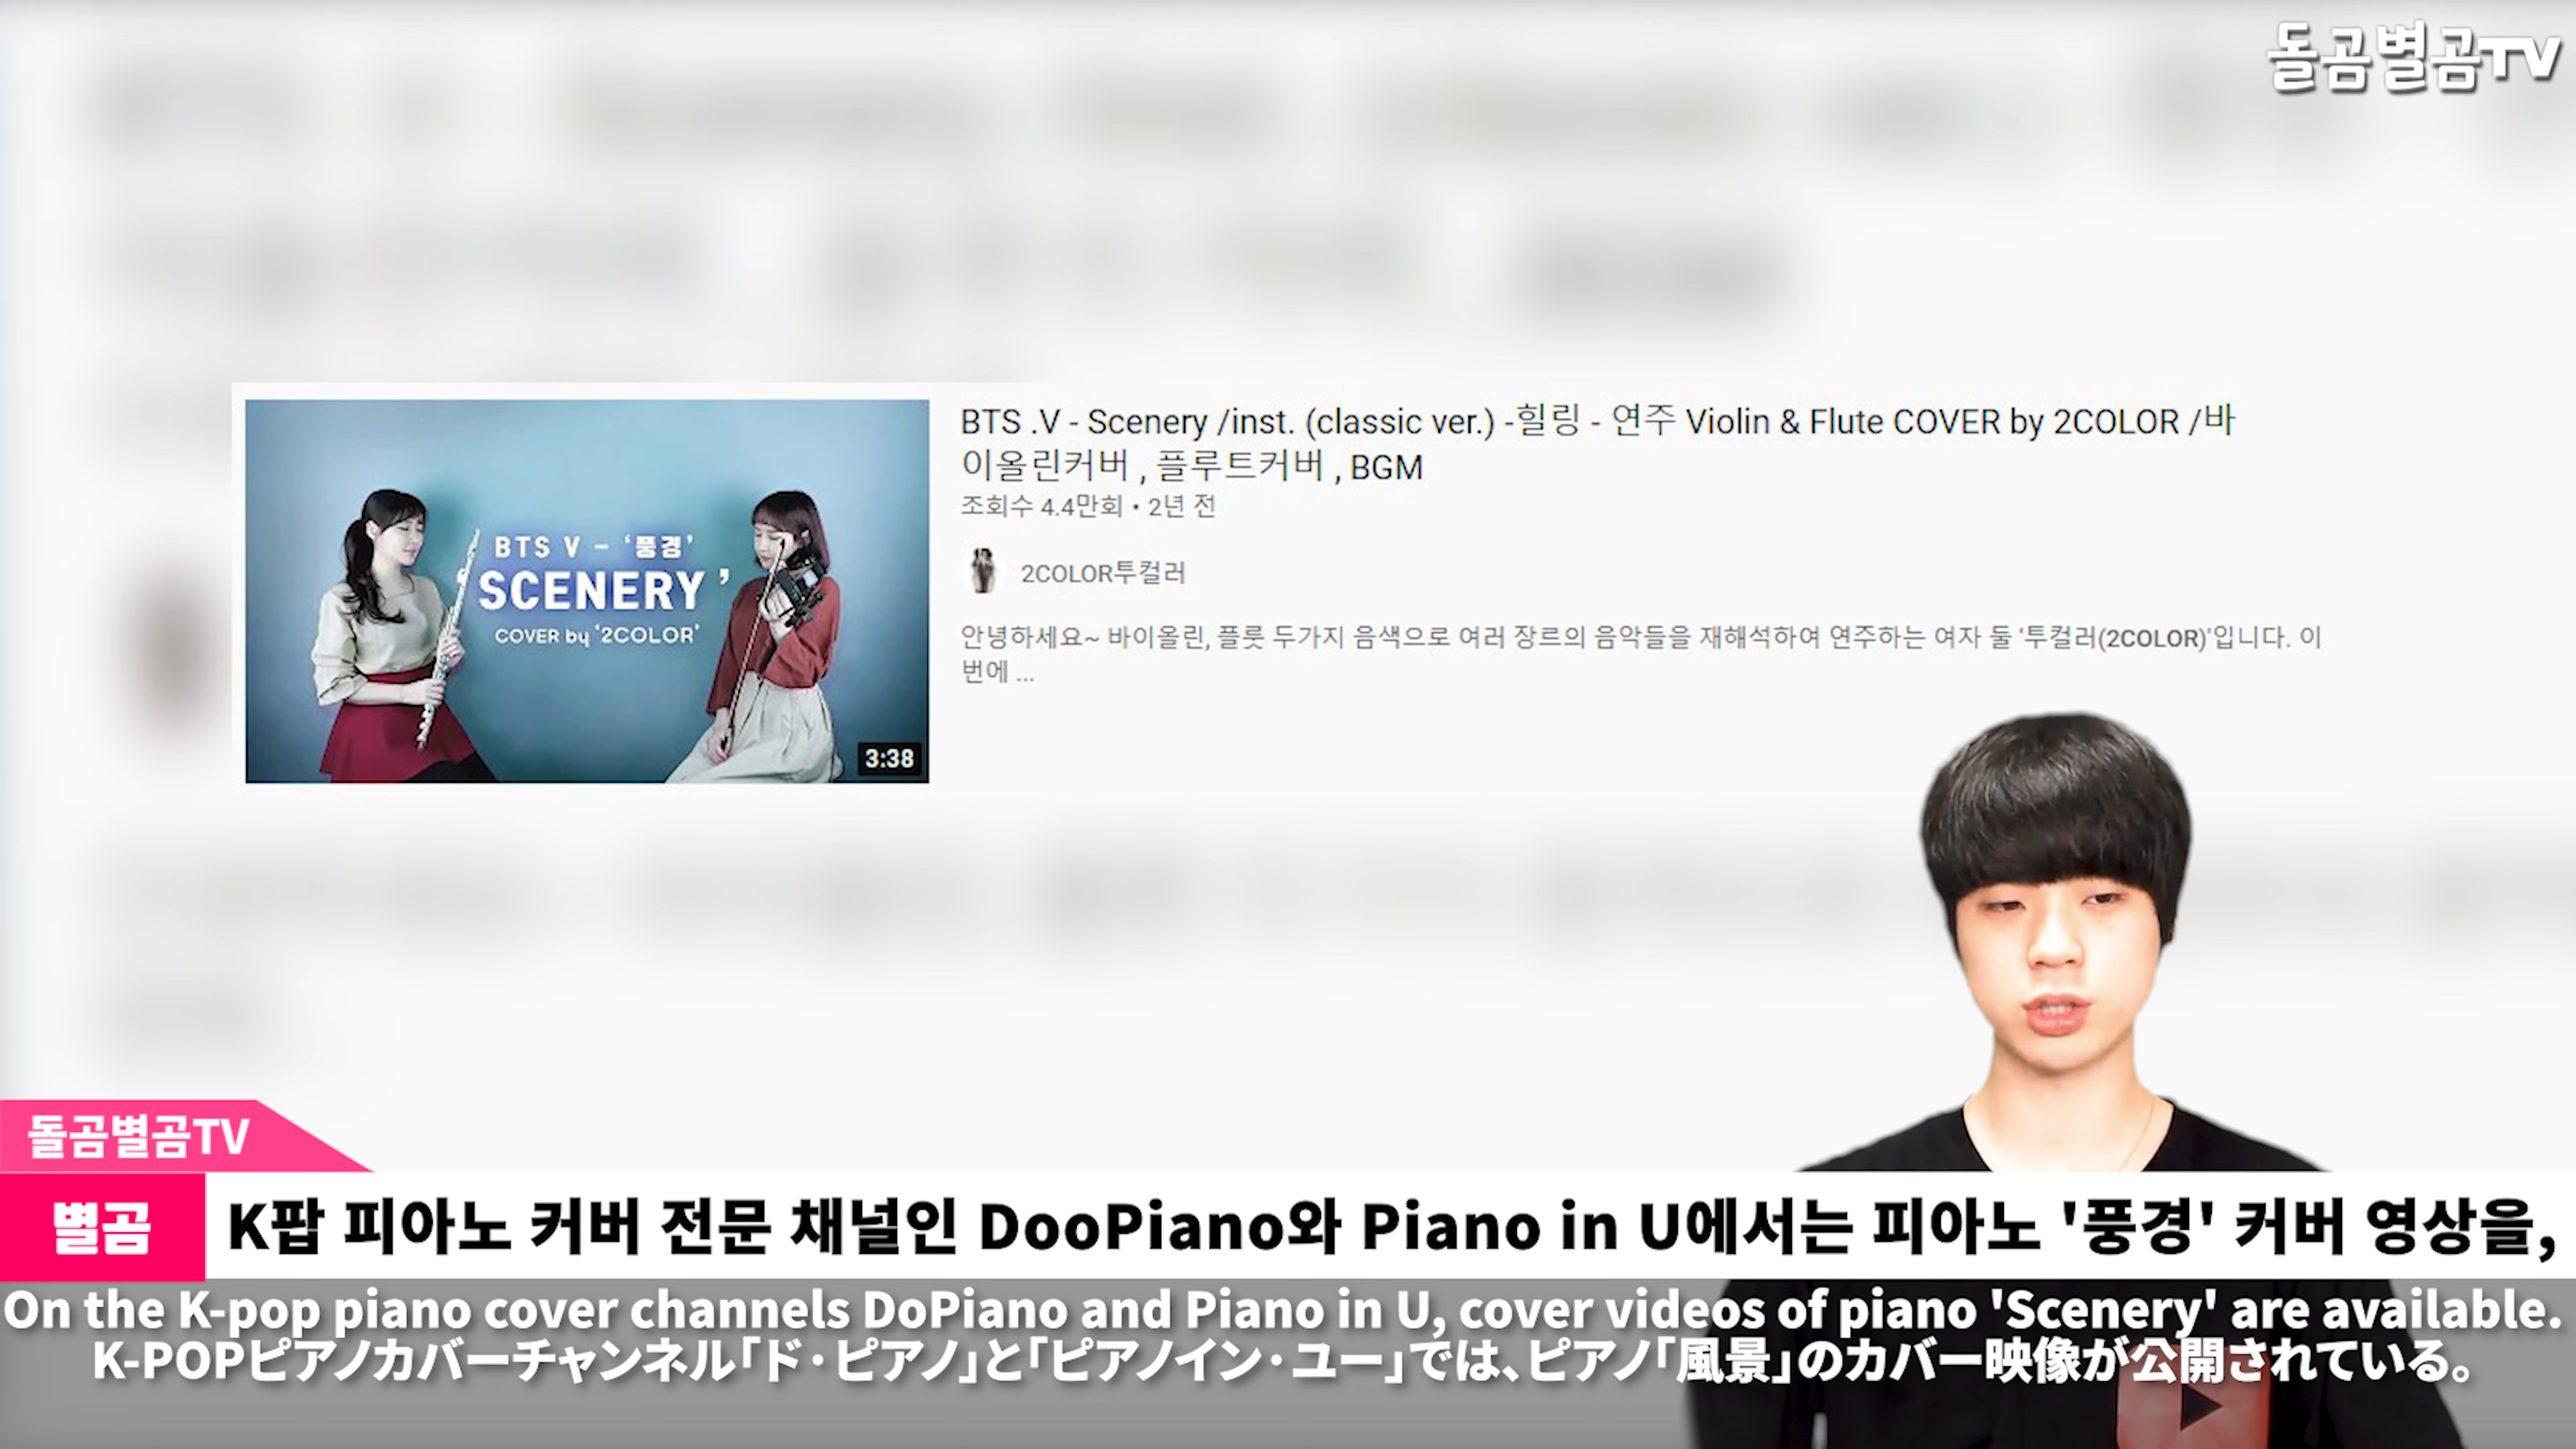 돌곰별곰TV
BTS .V - Scenery /inst. (classic ver.) -힐링 - 연주 Violin & Flute COVER by 2COLOR /바
이올린커버 , 플루트커버 , BGM
조회수 4.4만회 • 2년 전
BTS V - '풍경'
SCENERY '
COVER by '2COLOR'
3:38
2COLOR투컬러
안녕하세요~ 바이올린, 플룻 두가지 음색으로 여러 장르의 음악들을 재해석하여 연주하는 여자 둘 '투컬러(2COLOR)'입니다. 이
번에 ...
돌곰별곰TV
별곰
K팝 피아노 커버 전문 채널인 DooPiano와 Piano in U에서는 피아노 '풍경' 커버 영상을,
On the K-pop piano cover channels DoPiano and Piano in U, cover videos of piano 'Scenery' are available.
K-POPピアノカバーチャンネル「ド·ピアノ」と「ピアノイン·ユー」では、ピアノ「風景」のカバー映像が公開されている。